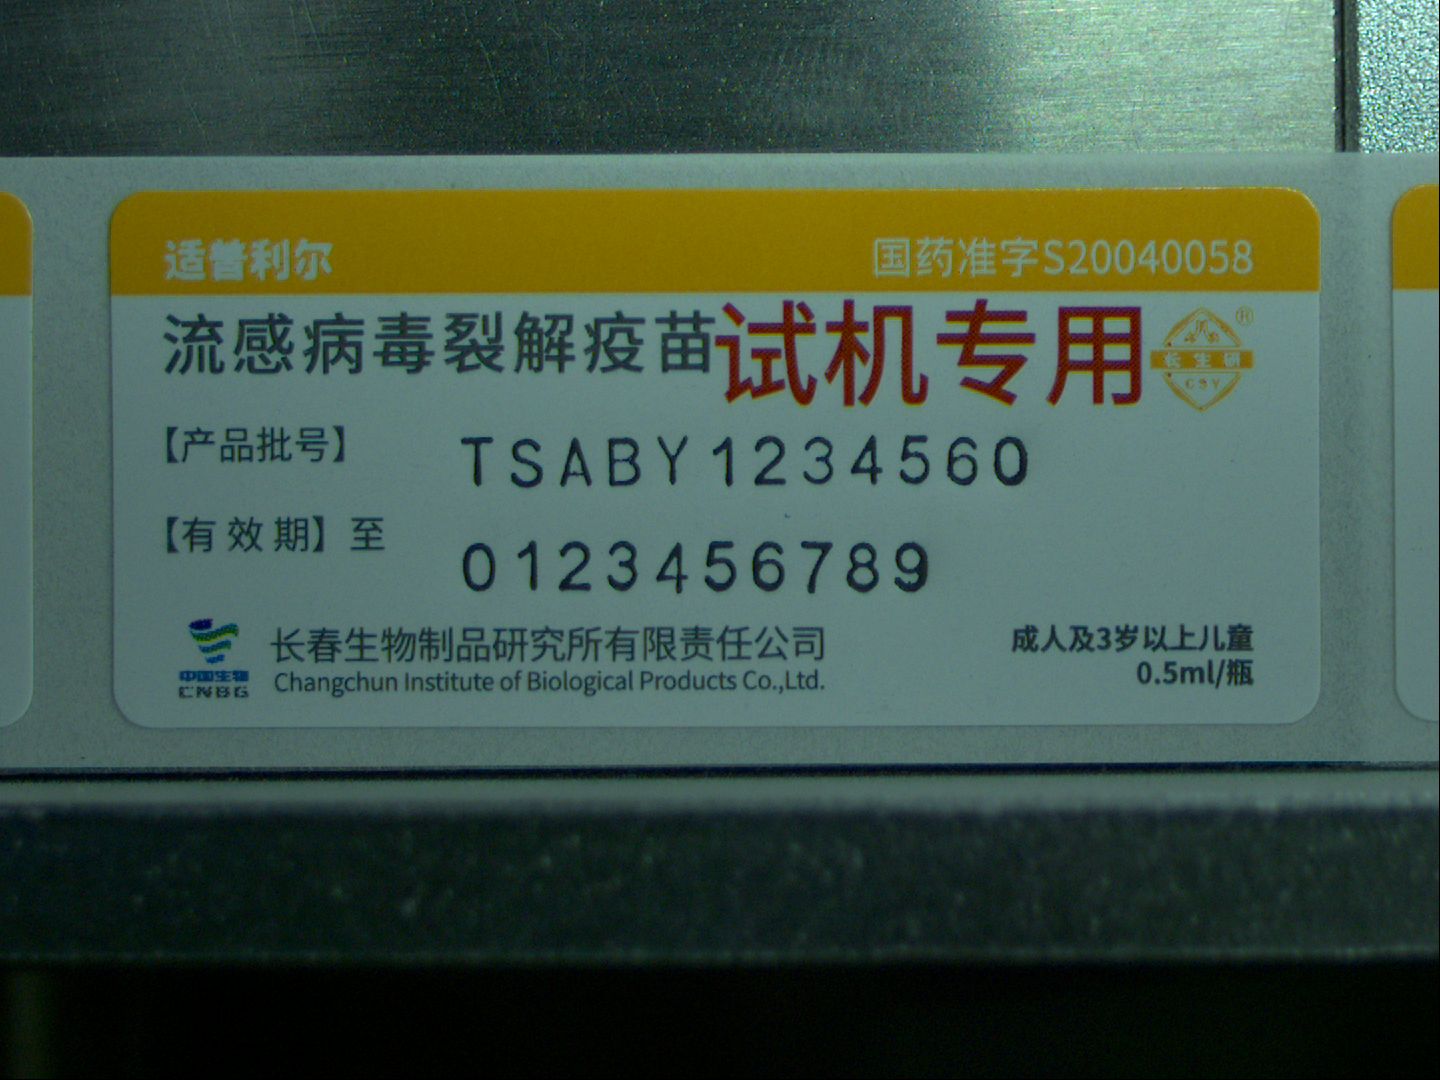 适普利尔 国药准字S20040058
流感病毒裂解疫苗试机专用 ®
长生研
CSY
【产品批号】 TSABY1234560
【有效期】至 0123456789
中国生物
CNBG
长春生物制品研究所有限责任公司
Changchun Institute of Biological Products Co.,Ltd.
成人及3岁以上儿童
0.5ml/瓶